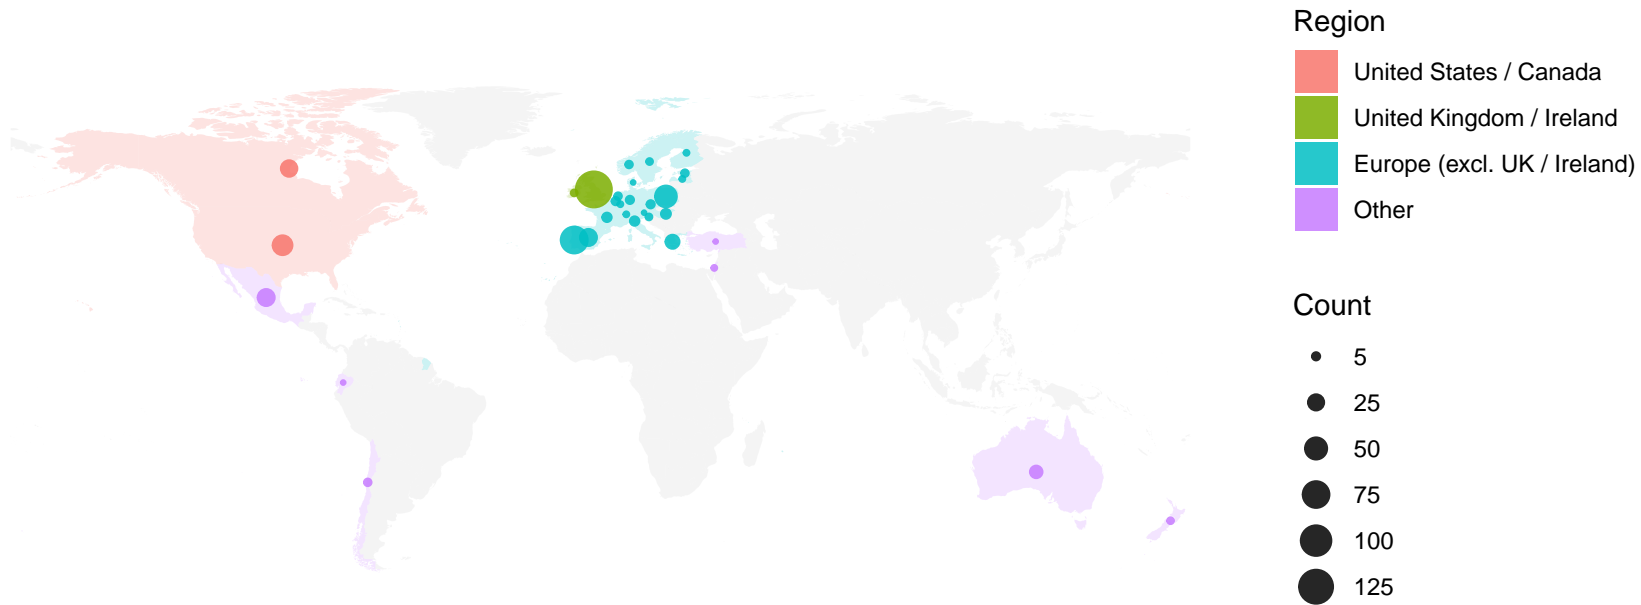 Region
United States / Canada
United Kingdom / Ireland
Europe (excl. UK / Ireland)
Other
Count
5
25
50
75
100
125